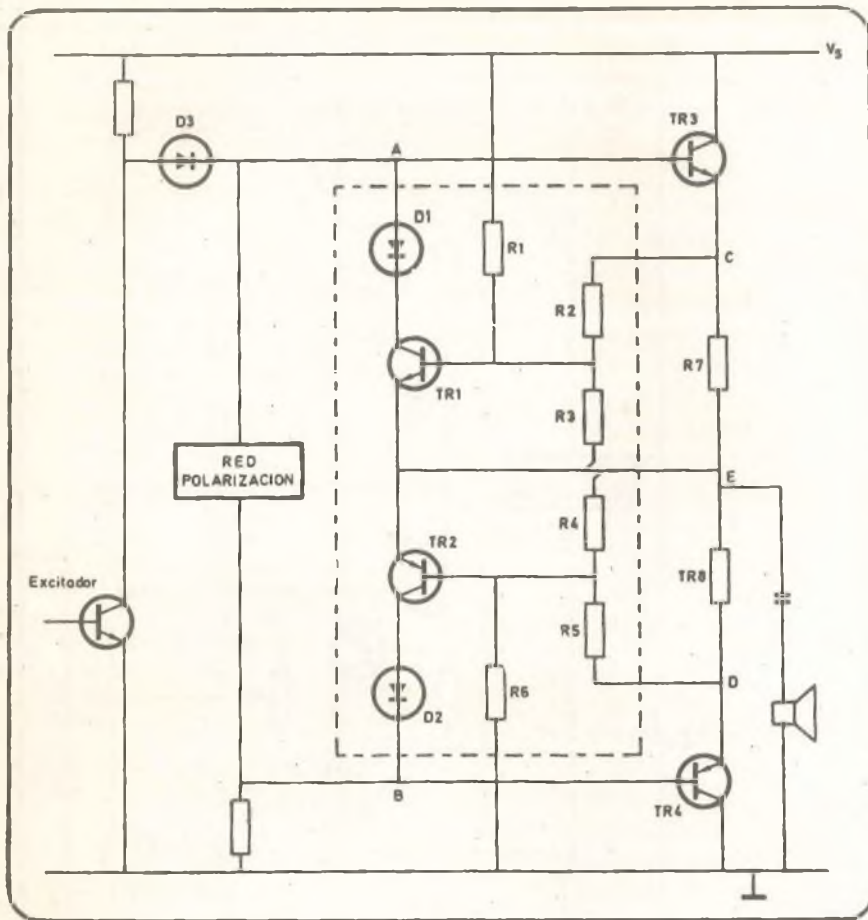 Vs
D3
TR3
A
D1
R1
C
R2
TR1
R7
R3
RED
POLARIZACION
E
R4
TR2
TR8
Excitador
R5
R6
D
D2
B
TR4